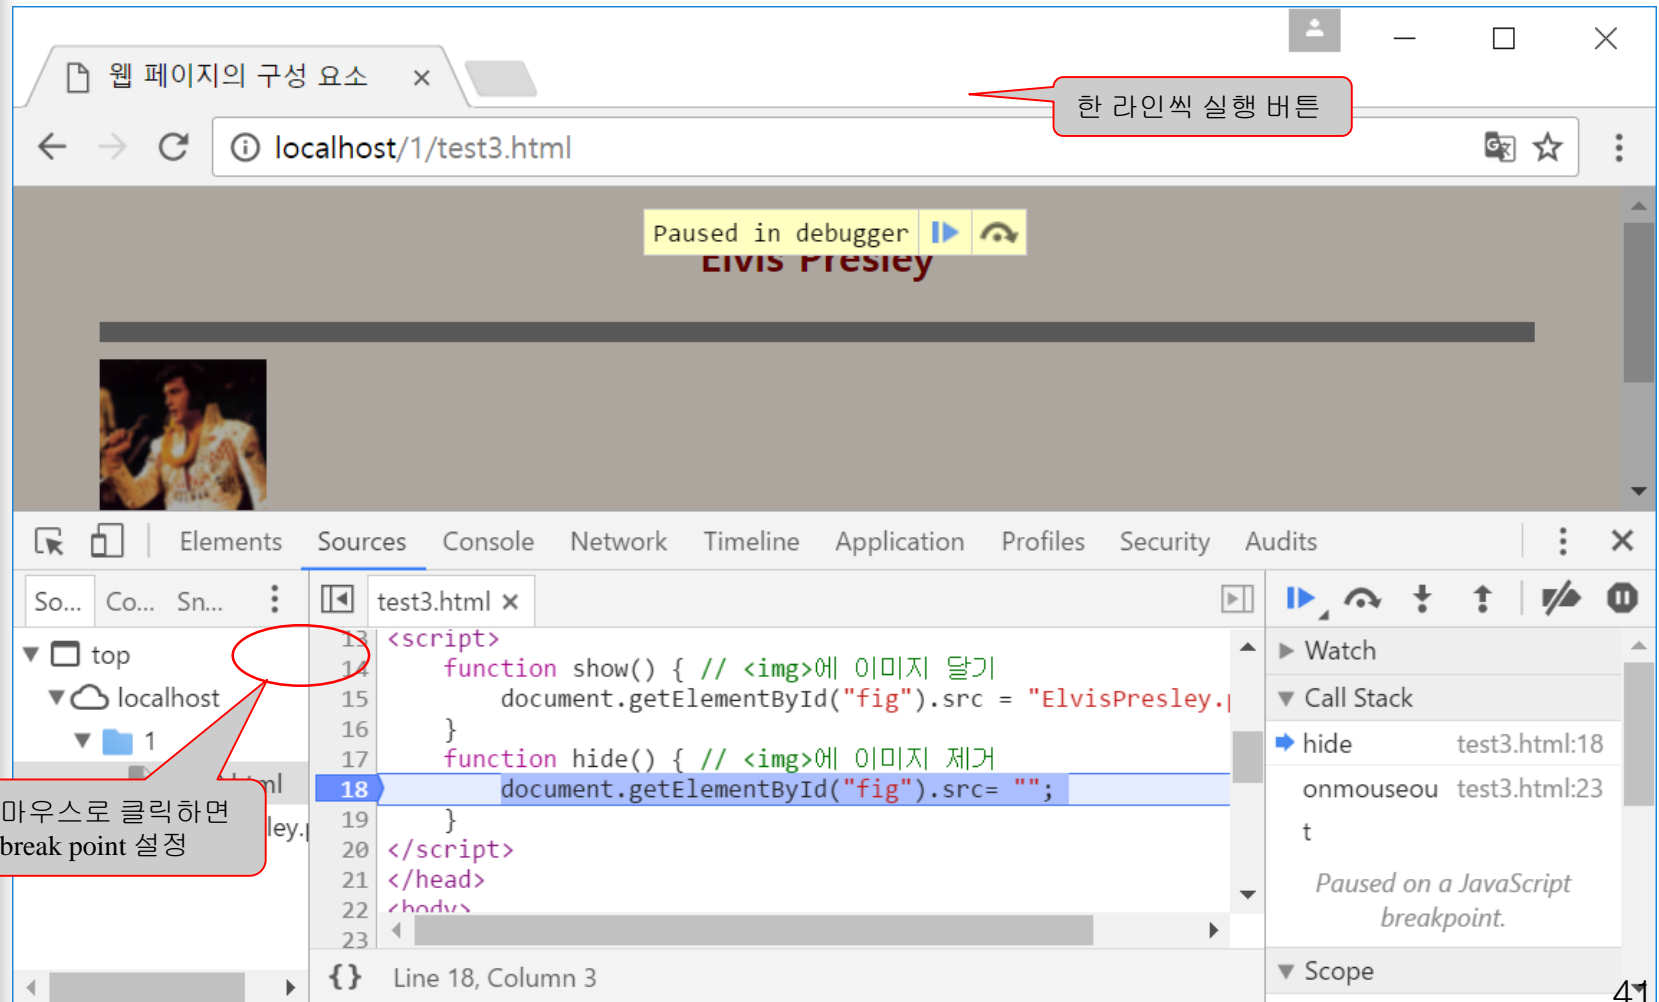 웹 페이지의 구성 요소
한 라인씩 실행 버튼
localhost/1/test3.html
Paused in debugger
Elvis Presley
Elements Sources Console Network Timeline Application Profiles Security Audits
So... Co... Sn...
test3.html
top
localhost
1
html
ley.
마우스로 클릭하면
break point 설정
13 <script>
14 function show() { // <img>에 이미지 달기
15 document.getElementById("fig").src = "ElvisPresley.
16 }
17 function hide() { // <img>에 이미지 제거
18 document.getElementById("fig").src= "";
19 }
20 </script>
21 </head>
22 <body>
23
{} Line 18, Column 3
Watch
Call Stack
hide test3.html:18
onmouseou test3.html:23
t
Paused on a JavaScript
breakpoint.
Scope
41